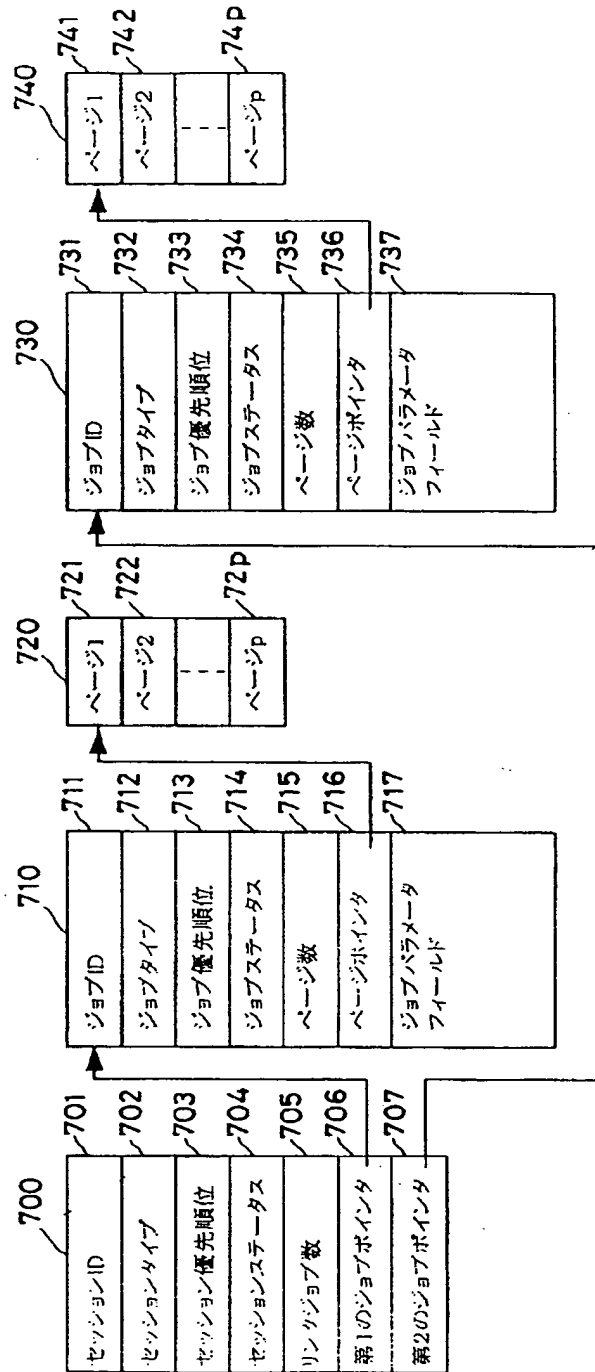 700
セッションID 701
セッションタイプ 702
セッション優先順位 703
セッションステータス 704
リンクジョブ数 705
第1のジョブポインタ 706
第2のジョブポインタ 707
710
ジョブID 711
ジョブタイプ 712
ジョブ優先順位 713
ジョブステータス 714
ページ数 715
ページポインタ 716
ジョブパラメータ 717
フィールド
720
ページ1 721
ページ2 722
ページp 72p
730
ジョブID 731
ジョブタイプ 732
ジョブ優先順位 733
ジョブステータス 734
ページ数 735
ページポインタ 736
ジョブパラメータ 737
フィールド
740
ページ1 741
ページ2 742
ページp 74p